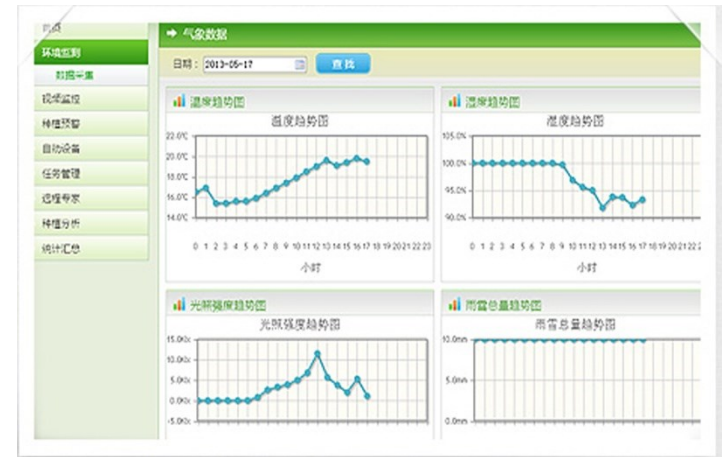 首页
环境监测
数据采集
视频监控
种植预警
自动设备
任务管理
远程专家
种植分析
统计汇总
气象数据
日期： 2013-05-17 查找
温度趋势图
温度趋势图
22.0℃
20.0℃
18.0℃
16.0℃
14.0℃
0 1 2 3 4 5 6 7 8 9 10 11 12 13 14 15 16 17 18 19 20 21 22 23
小时
湿度趋势图
湿度趋势图
105.0%
100.0%
95.0%
90.0%
0 1 2 3 4 5 6 7 8 9 10 11 12 13 14 15 16 17 18 19 20 21 22
小时
光照强度趋势图
光照强度趋势图
15.0Klx
10.0Klx
5.0Klx
0.0Klx
-5.0Klx
雨雪总量趋势图
雨雪总量趋势图
10.0mm
5.0mm
0.0mm